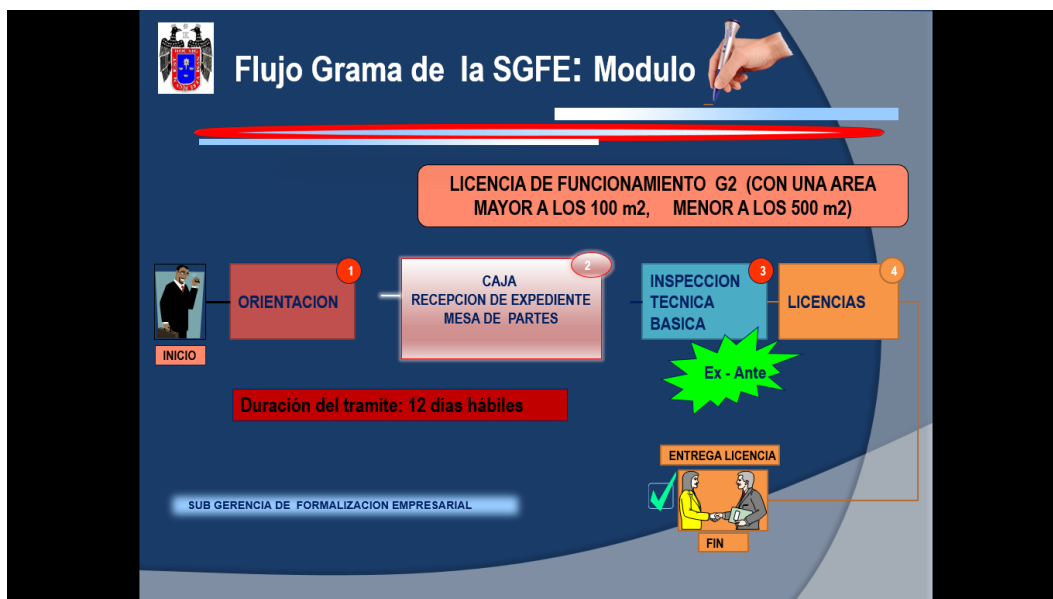 Flujo Grama de la SGFE: Modulo
LICENCIA DE FUNCIONAMIENTO G2 (CON UNA AREA
MAYOR A LOS 100 m2, MENOR A LOS 500 m2)
1
ORIENTACION
2
CAJA
RECEPCION DE EXPEDIENTE
MESA DE PARTES
3
INSPECCION
TECNICA
BASICA
4
LICENCIAS
INICIO
Ex - Ante
Duración del tramite: 12 dias hábiles
ENTREGA LICENCIA
SUB GERENCIA DE FORMALIZACION EMPRESARIAL
FIN